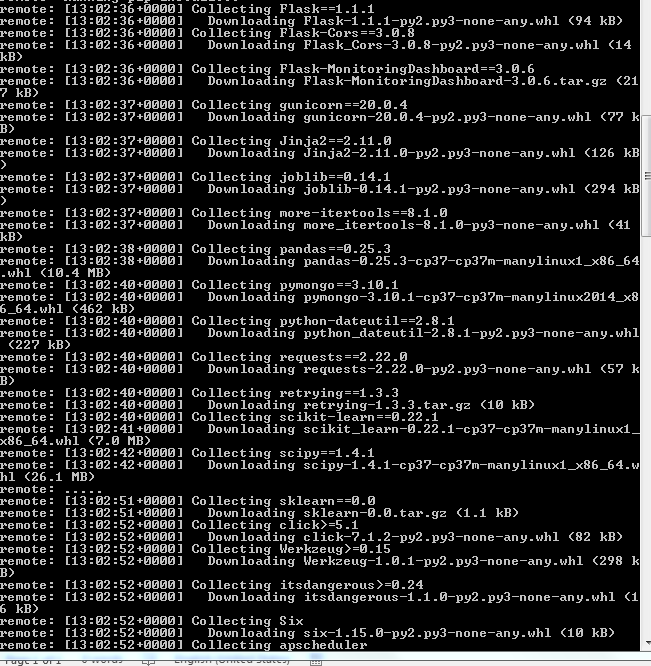 remote: [13:02:36+0000] Collecting Flask==1.1.1
remote: [13:02:36+0000]   Downloading Flask-1.1.1-py2.py3-none-any.whl (94 kB)
remote: [13:02:36+0000] Collecting Flask-Cors==3.0.8
remote: [13:02:36+0000]   Downloading Flask_Cors-3.0.8-py2.py3-none-any.whl (14
kB)
remote: [13:02:36+0000] Collecting Flask-MonitoringDashboard==3.0.6
remote: [13:02:36+0000]   Downloading Flask-MonitoringDashboard-3.0.6.tar.gz (21
7 kB)
remote: [13:02:37+0000] Collecting gunicorn==20.0.4
remote: [13:02:37+0000]   Downloading gunicorn-20.0.4-py2.py3-none-any.whl (77 k
B)
remote: [13:02:37+0000] Collecting Jinja2==2.11.0
remote: [13:02:37+0000]   Downloading Jinja2-2.11.0-py2.py3-none-any.whl (126 kB
)
remote: [13:02:37+0000] Collecting joblib==0.14.1
remote: [13:02:37+0000]   Downloading joblib-0.14.1-py2.py3-none-any.whl (294 kB
)
remote: [13:02:37+0000] Collecting more-itertools==8.1.0
remote: [13:02:37+0000]   Downloading more_itertools-8.1.0-py3-none-any.whl (41
kB)
remote: [13:02:38+0000] Collecting pandas==0.25.3
remote: [13:02:38+0000]   Downloading pandas-0.25.3-cp37-cp37m-manylinux1_x86_64
.whl (10.4 MB)
remote: [13:02:40+0000] Collecting pymongo==3.10.1
remote: [13:02:40+0000]   Downloading pymongo-3.10.1-cp37-cp37m-manylinux2014_x8
6_64.whl (462 kB)
remote: [13:02:40+0000] Collecting python-dateutil==2.8.1
remote: [13:02:40+0000]   Downloading python_dateutil-2.8.1-py2.py3-none-any.whl
(227 kB)
remote: [13:02:40+0000] Collecting requests==2.22.0
remote: [13:02:40+0000]   Downloading requests-2.22.0-py2.py3-none-any.whl (57 k
B)
remote: [13:02:40+0000] Collecting retrying==1.3.3
remote: [13:02:40+0000]   Downloading retrying-1.3.3.tar.gz (10 kB)
remote: [13:02:40+0000] Collecting scikit-learn==0.22.1
remote: [13:02:41+0000]   Downloading scikit_learn-0.22.1-cp37-cp37m-manylinux1_
x86_64.whl (7.0 MB)
remote: [13:02:42+0000] Collecting scipy==1.4.1
remote: [13:02:42+0000]   Downloading scipy-1.4.1-cp37-cp37m-manylinux1_x86_64.w
hl (26.1 MB)
remote: .....
remote: [13:02:51+0000] Collecting sklearn==0.0
remote: [13:02:51+0000]   Downloading sklearn-0.0.tar.gz (1.1 kB)
remote: [13:02:52+0000] Collecting click>=5.1
remote: [13:02:52+0000]   Downloading click-7.1.2-py2.py3-none-any.whl (82 kB)
remote: [13:02:52+0000] Collecting Werkzeug>=0.15
remote: [13:02:52+0000]   Downloading Werkzeug-1.0.1-py2.py3-none-any.whl (298 k
B)
remote: [13:02:52+0000] Collecting itsdangerous>=0.24
remote: [13:02:52+0000]   Downloading itsdangerous-1.1.0-py2.py3-none-any.whl (1
6 kB)
remote: [13:02:52+0000] Collecting Six
remote: [13:02:52+0000]   Downloading six-1.15.0-py2.py3-none-any.whl (10 kB)
remote: [13:02:52+0000] Collecting apscheduler